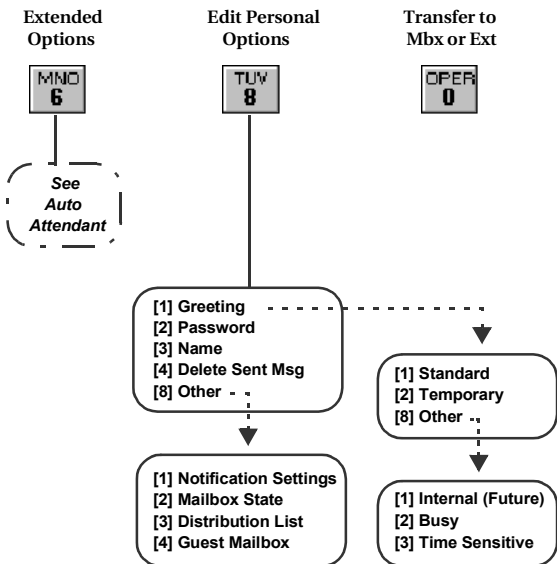 Extended
Options
Edit Personal
Options
Transfer to
Mbx or Ext
MNO
6
TUV
8
OPER
0
See
Auto
Attendant
[1] Greeting
[2] Password
[3] Name
[4] Delete Sent Msg
[8] Other
[1] Standard
[2] Temporary
[8] Other
[1] Notification Settings
[2] Mailbox State
[3] Distribution List
[4] Guest Mailbox
[1] Internal (Future)
[2] Busy
[3] Time Sensitive